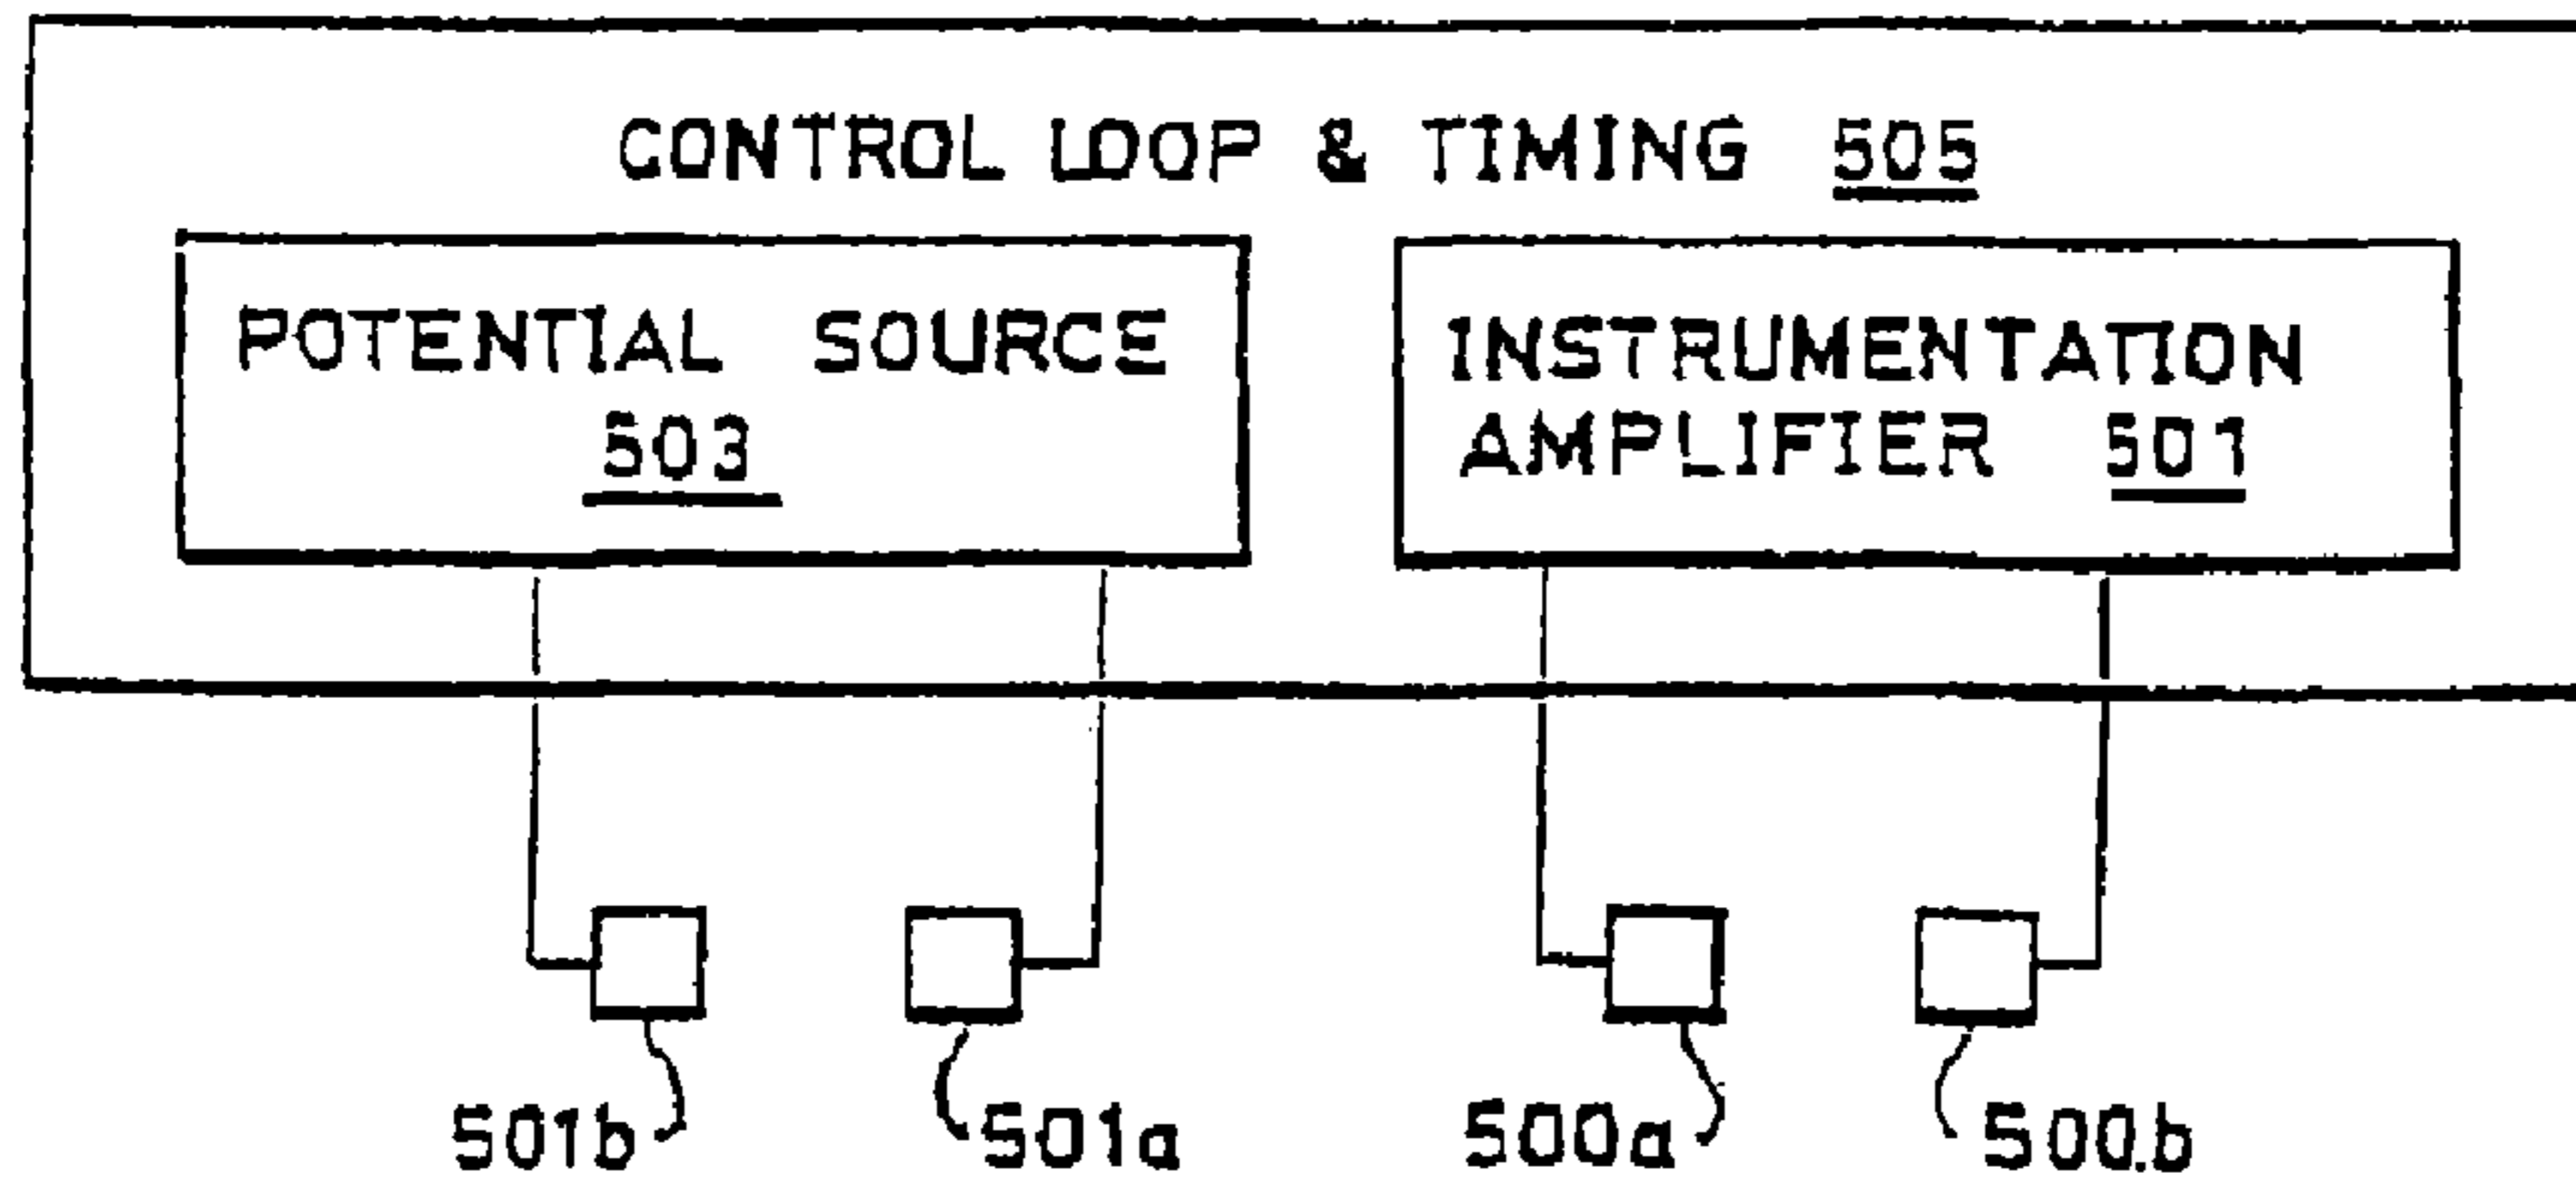 CONTROL LOOP & TIMING 505
POTENTIAL SOURCE
503
INSTRUMENTATION
AMPLIFIER 501
501b
501a
500a
500b